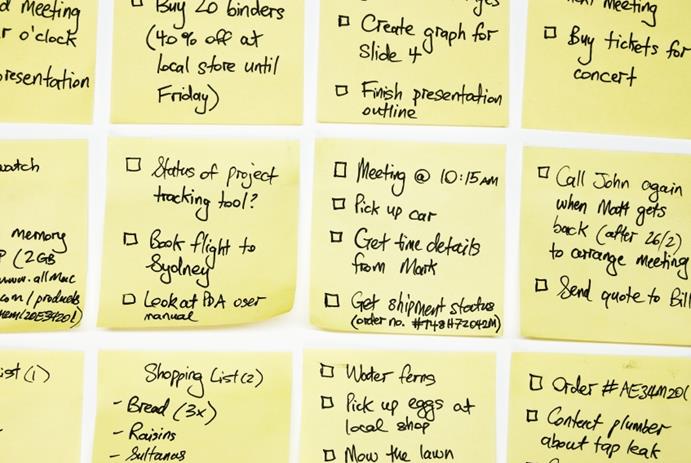 Meeting
r o'clock
resentation
Buy 20 binders
(40% off at
local store until
Friday)
□ Create graph for
Slide 4
□ Finish presentation
outline
Meeting
□ Buy tickets for
concert
watch
memory
(2GB
www.allmac
com/products
□ Status of project
tracking tool?
□ Book flight to
Sydney
□ Look at PDA user
manual
□ Meeting @ 10:15AM
□ Pick up car
□ Get time details
from Mark
□ Get shipment status
(order no. #T48H72042M)
□ Call John again
when Matt gets
back (after 26/2)
to arrange meeting
□ Send quote to Bill
ist (1)
Shopping List (2)
- Bread (3x)
- Raisins
- Sultanas
□ Water ferns
□ Pick up eggs at
local shop
□ Mow the lawn
□ Order #AE34M20
□ Contact plumber
about tap leak